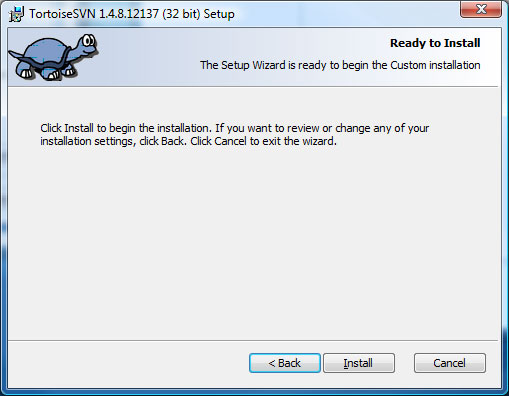 TortoiseSVN 1.4.8.12137 (32 bit) Setup
Ready to Install
The Setup Wizard is ready to begin the Custom installation
Click Install to begin the installation. If you want to review or change any of your
installation settings, click Back. Click Cancel to exit the wizard.
< Back Install Cancel